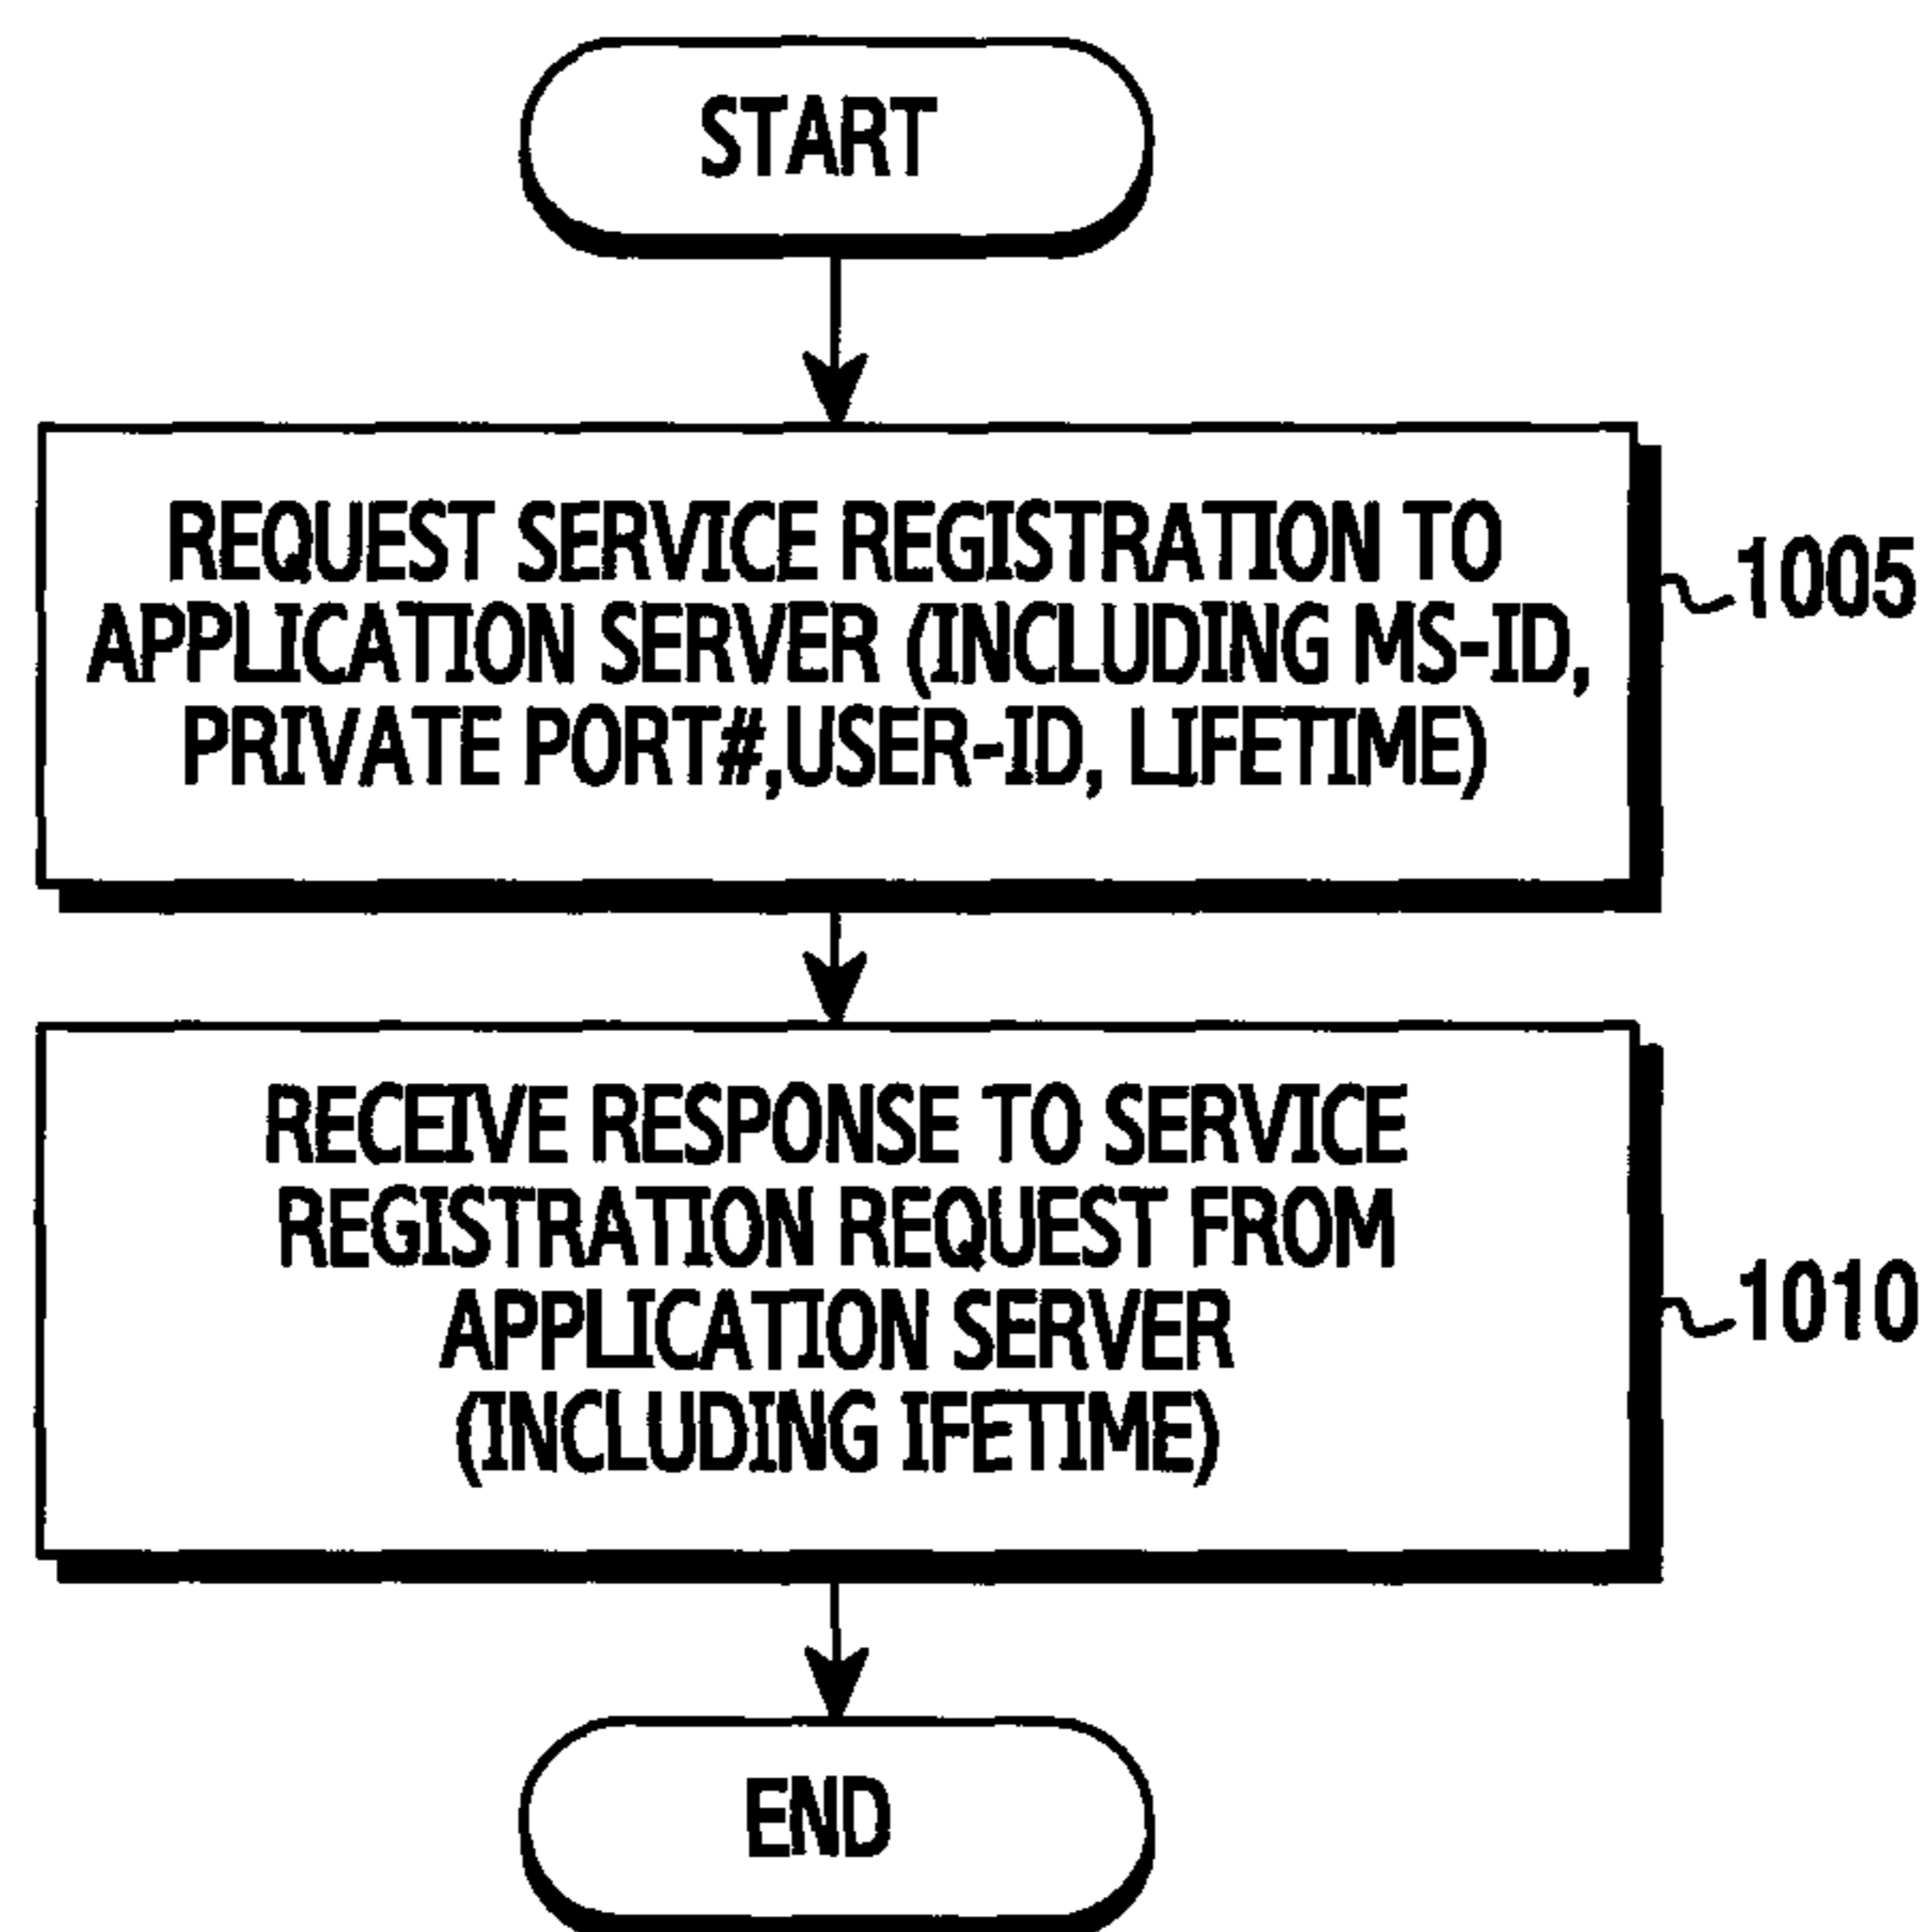 START
REQUEST SERVICE REGISTRATION TO
APPLICATION SERVER (INCLUDING MS-ID,
PRIVATE PORT#,USER-ID, LIFETIME)
1005
RECEIVE RESPONSE TO SERVICE
REGISTRATION REQUEST FROM
APPLICATION SERVER
(INCLUDING IFETIME)
1010
END